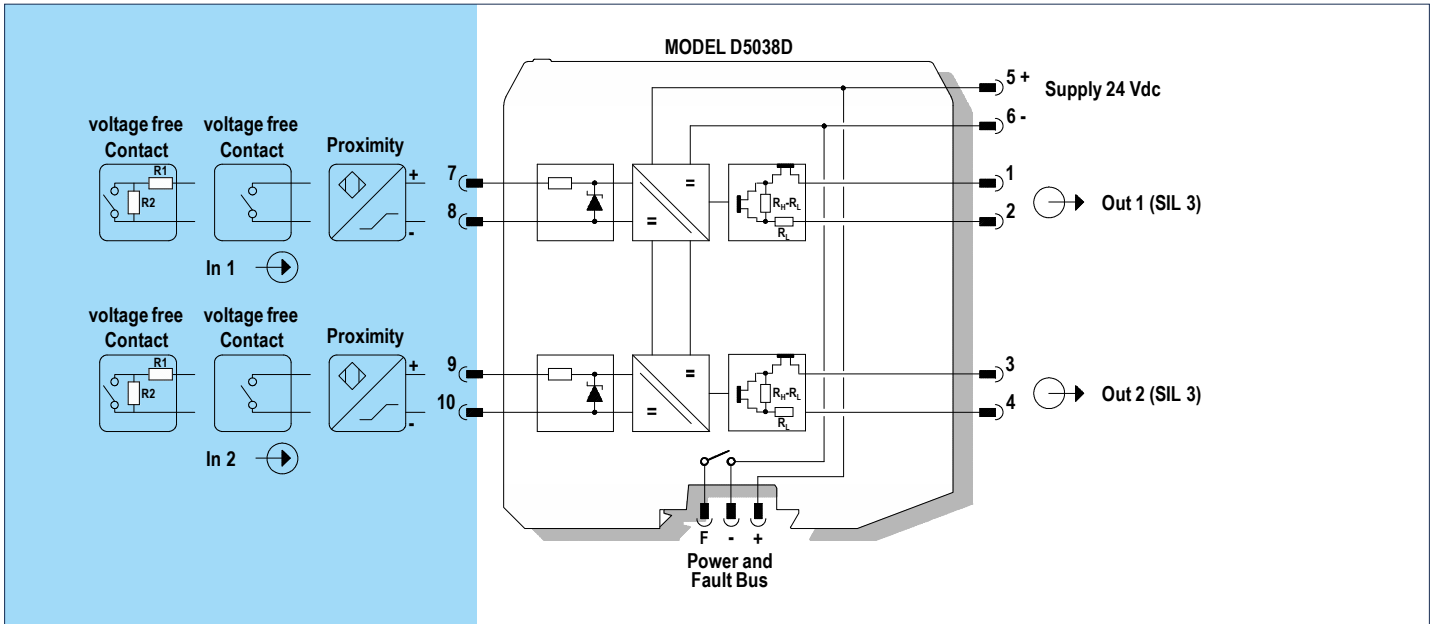 MODEL D5038D
5 +
Supply 24 Vdc
6 -
voltage free
Contact
voltage free
Contact
Proximity
R1
R2
+
-
7
8
=
=
RH-RL
RL
1
2
Out 1 (SIL 3)
In 1
voltage free
Contact
voltage free
Contact
Proximity
R1
R2
+
-
9
10
=
=
RH-RL
RL
3
4
Out 2 (SIL 3)
In 2
F - +
Power and
Fault Bus